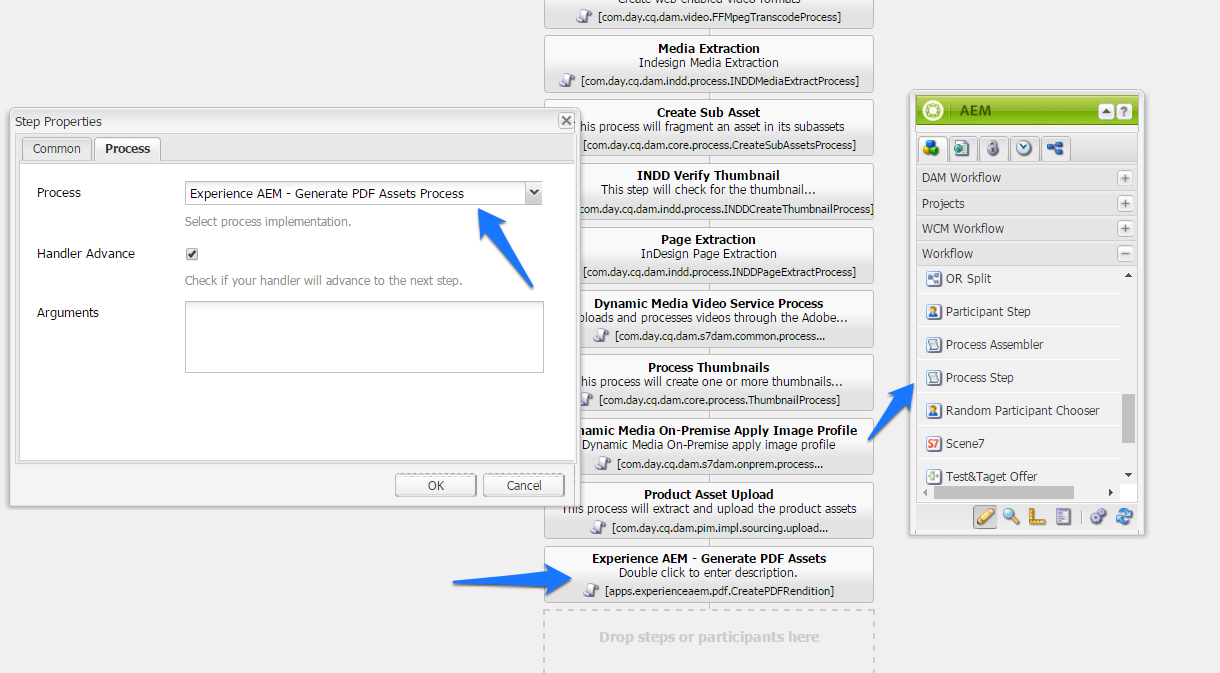 Create web enabled video formats
[com.day.cq.dam.video.FFMpegTranscodeProcess]
Media Extraction
Indesign Media Extraction
[com.day.cq.dam.indd.process.INDDMediaExtractProcess]
Create Sub Asset
his process will fragment an asset in its subassets
[com.day.cq.dam.core.process.CreateSubAssetsProcess]
INDD Verify Thumbnail
This step will check for the thumbnail...
com.day.cq.dam.indd.process.INDDCreateThumbnailProcess]
Page Extraction
InDesign Page Extraction
[com.day.cq.dam.indd.process.INDDPageExtractProcess]
Dynamic Media Video Service Process
ploads and processes videos through the Adobe...
[com.day.cq.dam.s7dam.common.process...
Process Thumbnails
his process will create one or more thumbnails...
[com.day.cq.dam.core.process.ThumbnailProcess]
namic Media On-Premise Apply Image Profile
Dynamic Media On-Premise apply image profile
[com.day.cq.dam.s7dam.onprem.process...
Product Asset Upload
This process will extract and upload the product assets
[com.day.cq.dam.pim.impl.sourcing.upload...
Experience AEM - Generate PDF Assets
Double click to enter description.
[apps.experienceaem.pdf.CreatePDFRendition]
Drop steps or participants here
Step Properties
Common
Process
Process
Experience AEM - Generate PDF Assets Process
Select process implementation.
Handler Advance
Check if your handler will advance to the next step.
Arguments
OK
Cancel
AEM
?
DAM Workflow
Projects
WCM Workflow
Workflow
OR Split
Participant Step
Process Assembler
Process Step
Random Participant Chooser
S7 Scene7
Test&Taget Offer